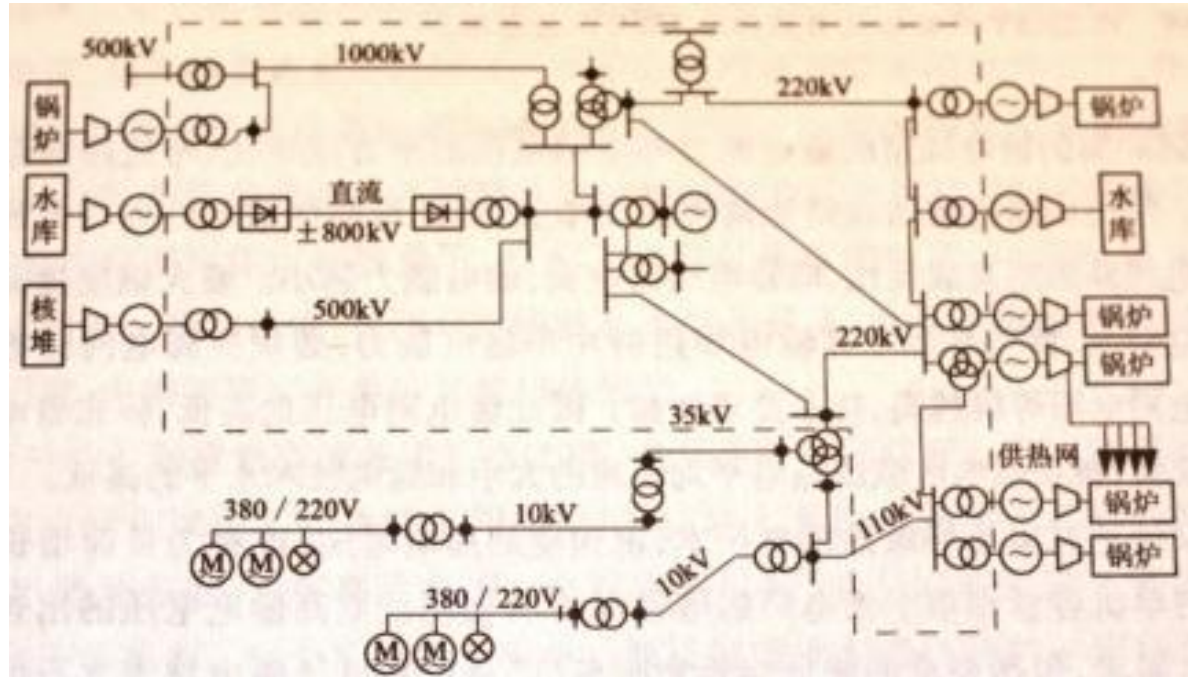 500kV
1000kV
220kV
锅炉
锅炉
水库
直流
±800kV
水库
核堆
500kV
锅炉
220kV
锅炉
35kV
供热网
380 / 220V
10kV
110kV
锅炉
M
M
10kV
锅炉
380 / 220V
M
M